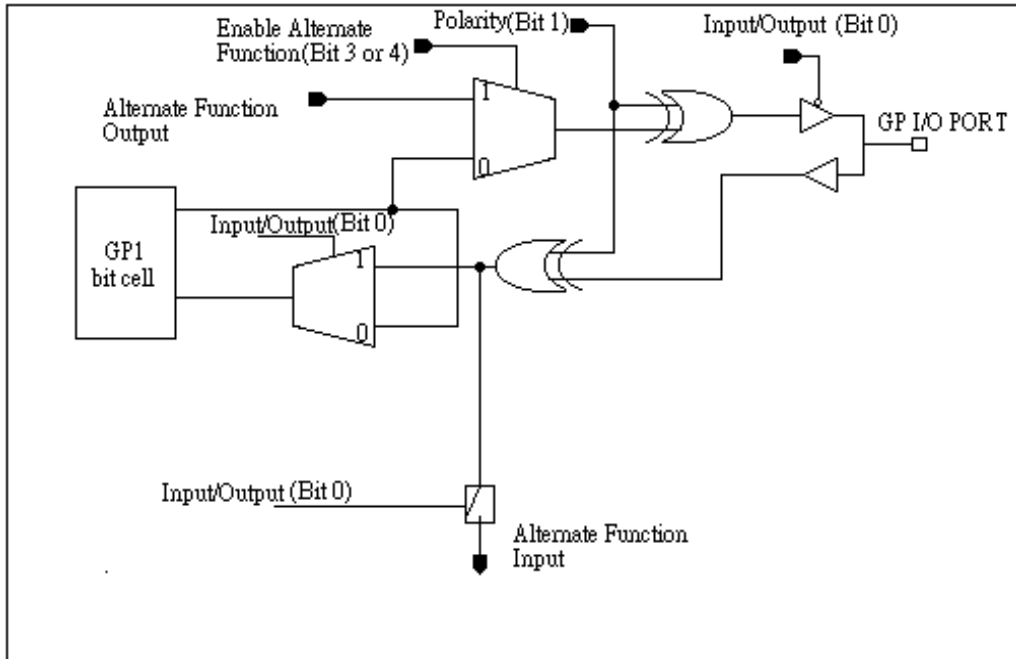 Polarity(Bit 1)
Input/Output (Bit 0)
Enable Alternate
Function(Bit 3 or 4)
1
Alternate Function
Output
GP I/O PORT
0
Input/Output(Bit 0)
GP1
bit cell
1
0
Input/Output (Bit 0)
Alternate Function
Input